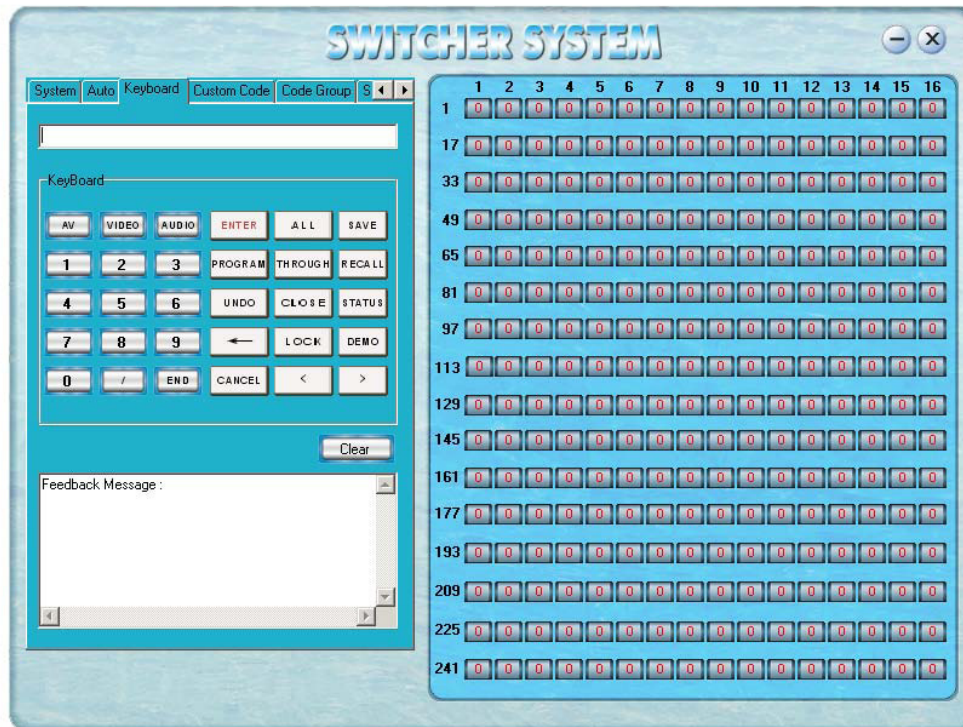 SWITCHER SYSTEM
System Auto Keyboard Custom Code Code Group S
KeyBoard
AV VIDEO AUDIO ENTER ALL SAVE
1 2 3 PROGRAM THROUGH RECALL
4 5 6 UNDO CLOSE STATUS
7 8 9 ← LOCK DEMO
0 / END CANCEL < >
Clear
Feedback Message :
1 2 3 4 5 6 7 8 9 10 11 12 13 14 15 16
1 0 0 0 0 0 0 0 0 0 0 0 0 0 0 0 0
17 0 0 0 0 0 0 0 0 0 0 0 0 0 0 0 0
33 0 0 0 0 0 0 0 0 0 0 0 0 0 0 0 0
49 0 0 0 0 0 0 0 0 0 0 0 0 0 0 0 0
65 0 0 0 0 0 0 0 0 0 0 0 0 0 0 0 0
81 0 0 0 0 0 0 0 0 0 0 0 0 0 0 0 0
97 0 0 0 0 0 0 0 0 0 0 0 0 0 0 0 0
113 0 0 0 0 0 0 0 0 0 0 0 0 0 0 0 0
129 0 0 0 0 0 0 0 0 0 0 0 0 0 0 0 0
145 0 0 0 0 0 0 0 0 0 0 0 0 0 0 0 0
161 0 0 0 0 0 0 0 0 0 0 0 0 0 0 0 0
177 0 0 0 0 0 0 0 0 0 0 0 0 0 0 0 0
193 0 0 0 0 0 0 0 0 0 0 0 0 0 0 0 0
209 0 0 0 0 0 0 0 0 0 0 0 0 0 0 0 0
225 0 0 0 0 0 0 0 0 0 0 0 0 0 0 0 0
241 0 0 0 0 0 0 0 0 0 0 0 0 0 0 0 0